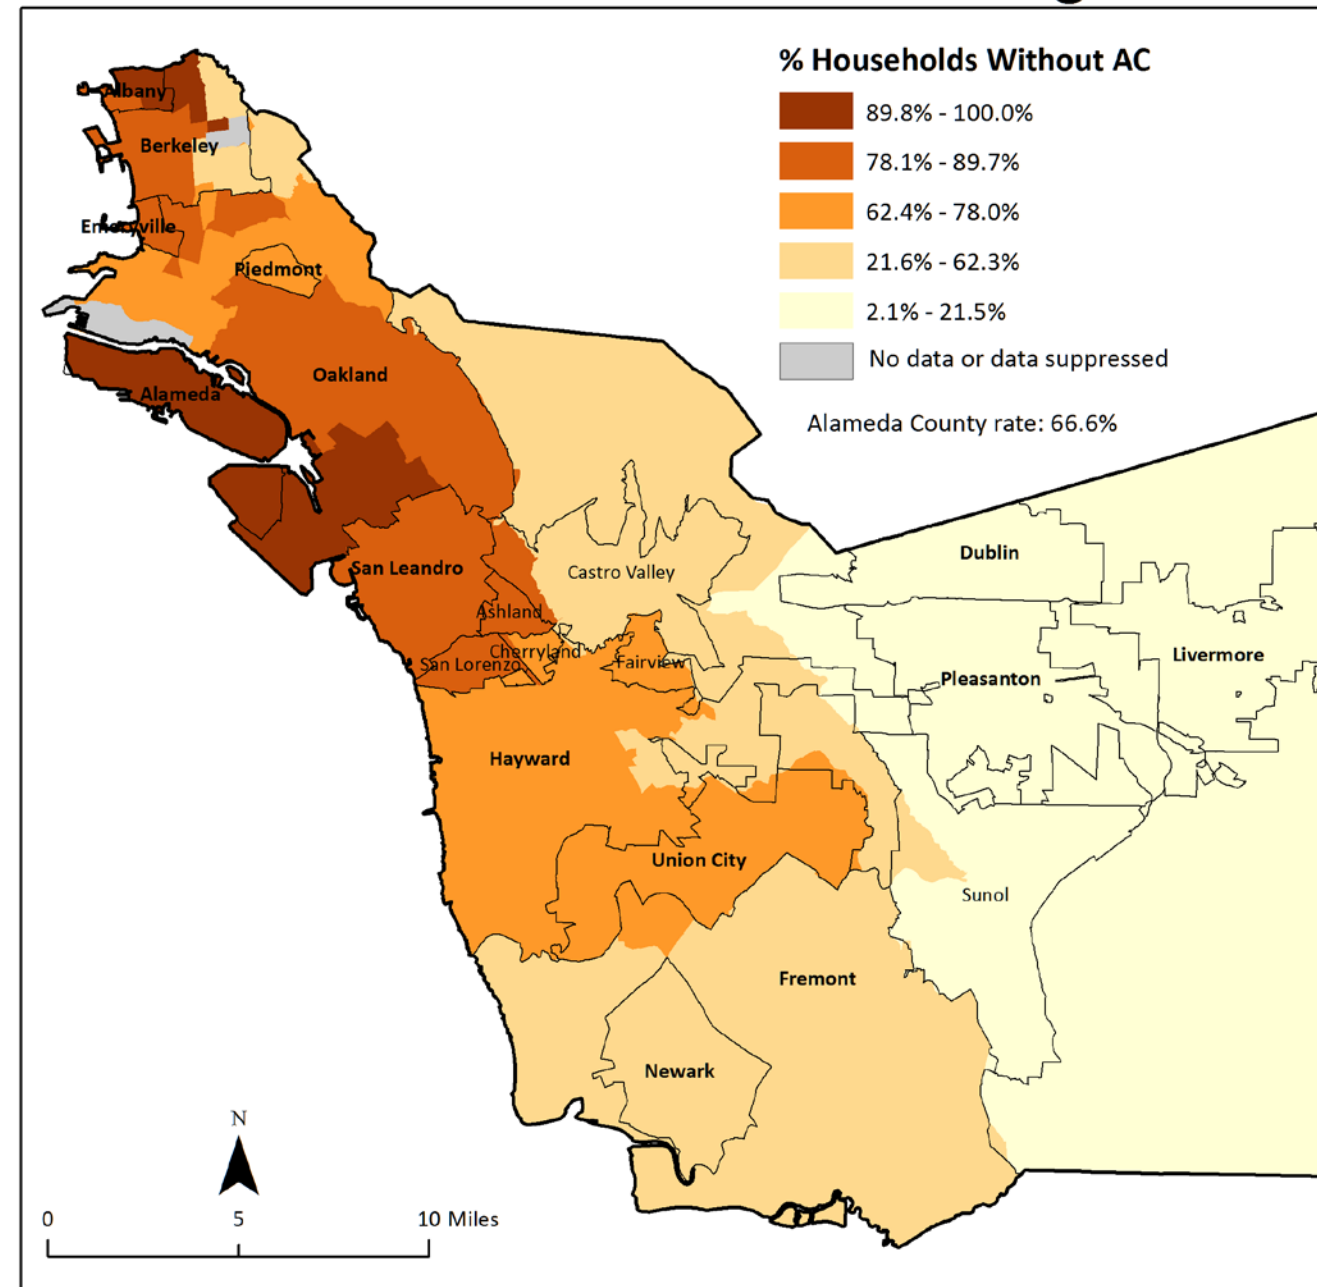 % Households Without AC
89.8% - 100.0%
78.1% - 89.7%
62.4% - 78.0%
21.6% - 62.3%
2.1% - 21.5%
No data or data suppressed
Alameda County rate: 66.6%
Albany
Berkeley
Emeryville
Piedmont
Oakland
Alameda
San Leandro
Castro Valley
Dublin
Ashland
Cherryland
San Lorenzo
Fairview
Livermore
Pleasanton
Hayward
Union City
Sunol
Fremont
Newark
N
0 5 10 Miles